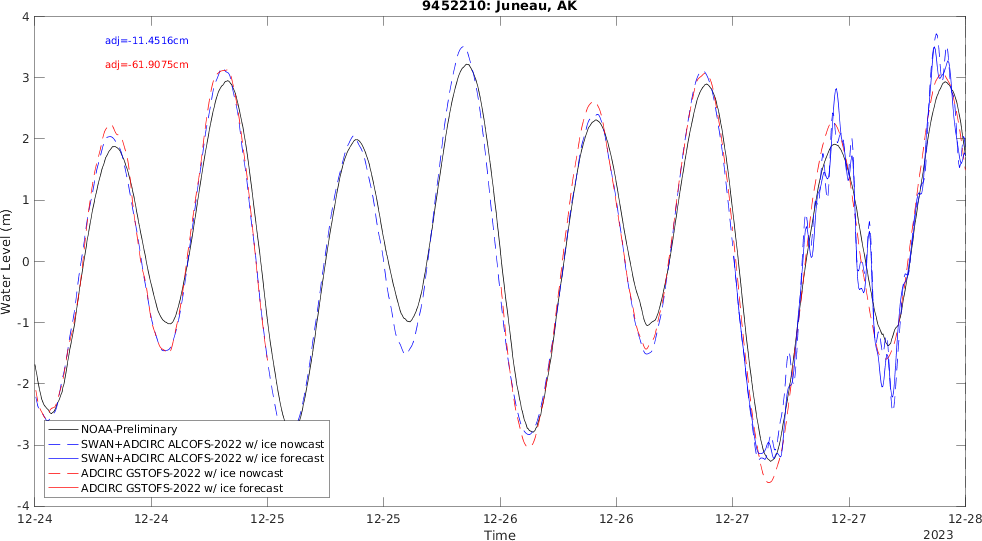 9452210: Juneau, AK
adj=-11.4516cm
adj=-61.9075cm
Water Level (m)
4
3
2
1
0
-1
-2
-3
-4
NOAA-Preliminary
SWAN+ADCIRC ALCOFS-2022 w/ ice nowcast
SWAN+ADCIRC ALCOFS-2022 w/ ice forecast
ADCIRC GSTOFS-2022 w/ ice nowcast
ADCIRC GSTOFS-2022 w/ ice forecast
12-24 12-24 12-25 12-25 12-26 12-26 12-27 12-27 12-28
Time
2023